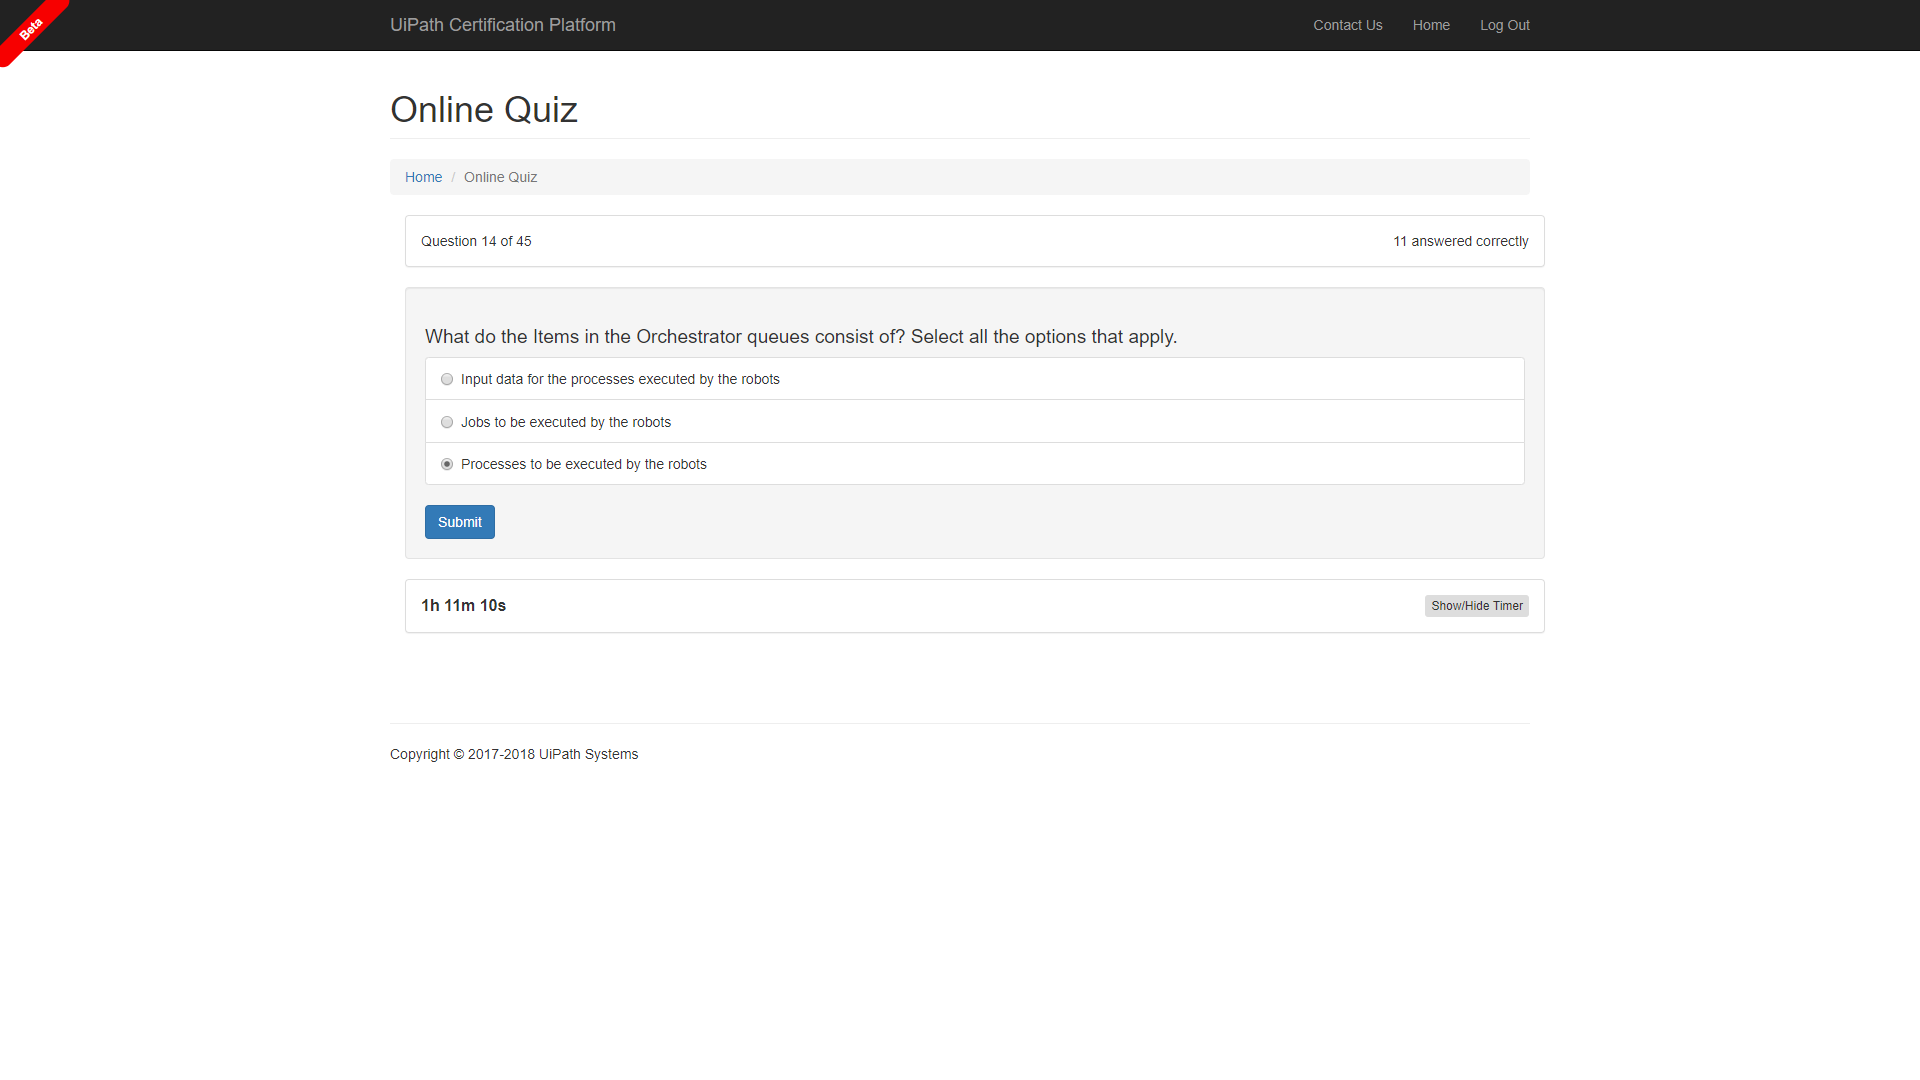 Beta
UiPath Certification Platform
Contact Us
Home
Log Out
Online Quiz
Home / Online Quiz
Question 14 of 45
11 answered correctly
What do the Items in the Orchestrator queues consist of? Select all the options that apply.
Input data for the processes executed by the robots
Jobs to be executed by the robots
Processes to be executed by the robots
Submit
1h 11m 10s
Show/Hide Timer
Copyright © 2017-2018 UiPath Systems